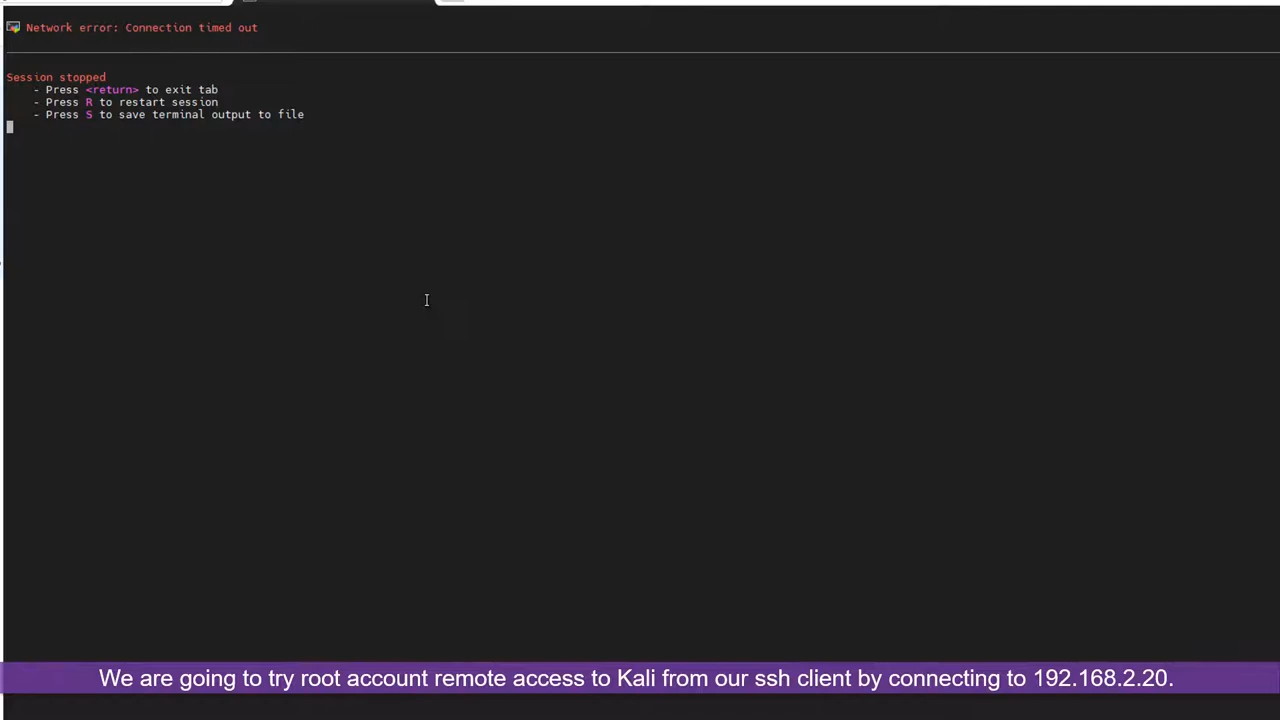 Network error: Connection timed out
Session stopped
- Press <return> to exit tab
- Press R to restart session
- Press S to save terminal output to file
We are going to try root account remote access to Kali from our ssh client by connecting to 192.168.2.20.